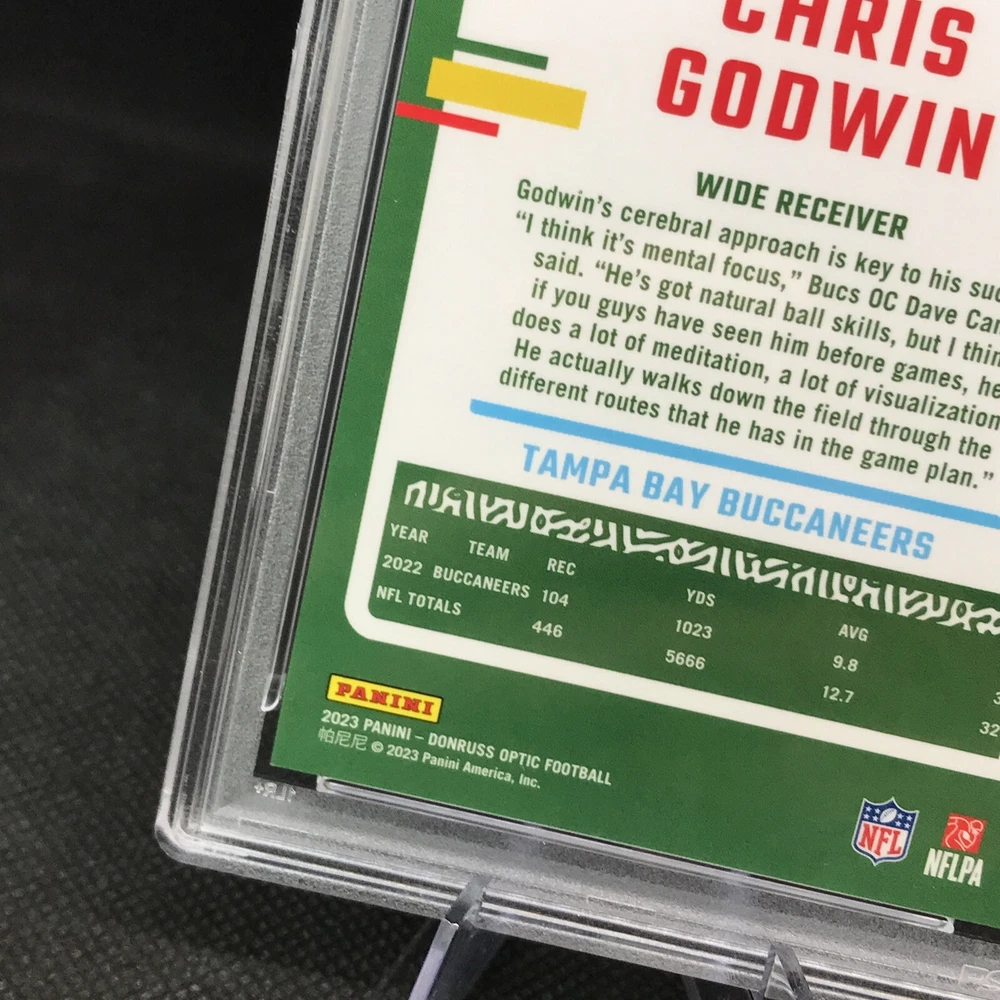 CHRIS
GODWIN
WIDE RECEIVER
Godwin's cerebral approach is key to his
"I think it's mental focus," Bucs OC Dave
said. "He's got natural ball skills, but I
if you guys have seen him before games, he
does a lot of meditation, a lot of visualization
He actually walks down the field through the
different routes that he has in the game plan."
TAMPA BAY BUCCANEERS
YEAR TEAM REC YDS AVG
2022 BUCCANEERS 104 1023 9.8
NFL TOTALS 446 5666 12.7 32
PANINI
2023 PANINI – DONRUSS OPTIC FOOTBALL
帕尼尼 © 2023 Panini America, Inc.
NFL NFLPA